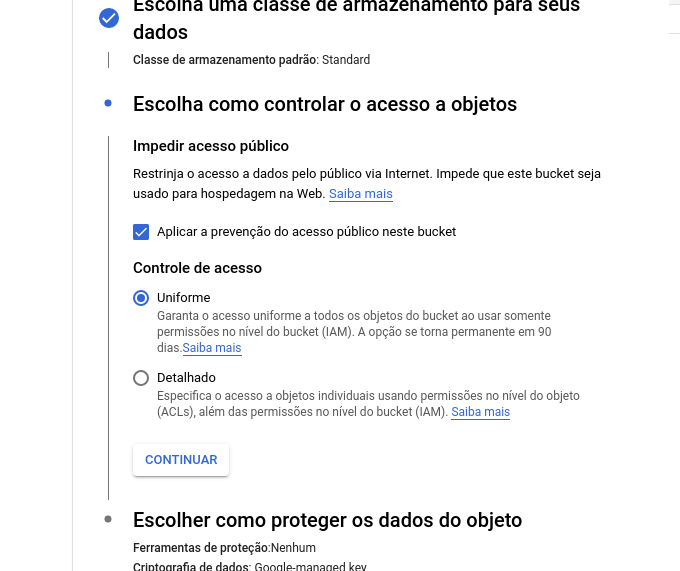 Escolha uma classe de armazenamento para seus
dados
Classe de armazenamento padrão: Standard
Escolha como controlar o acesso a objetos
Impedir acesso público
Restrinja o acesso a dados pelo público via Internet. Impede que este bucket seja
usado para hospedagem na Web. Saiba mais
Aplicar a prevenção do acesso público neste bucket
Controle de acesso
Uniforme
Garanta o acesso uniforme a todos os objetos do bucket ao usar somente
permissões no nível do bucket (IAM). A opção se torna permanente em 90
dias.Saiba mais
Detalhado
Especifica o acesso a objetos individuais usando permissões no nível do objeto
(ACLs), além das permissões no nível do bucket (IAM). Saiba mais
CONTINUAR
Escolher como proteger os dados do objeto
Ferramentas de proteção:Nenhum
Criptografia de dados: Google-managed key